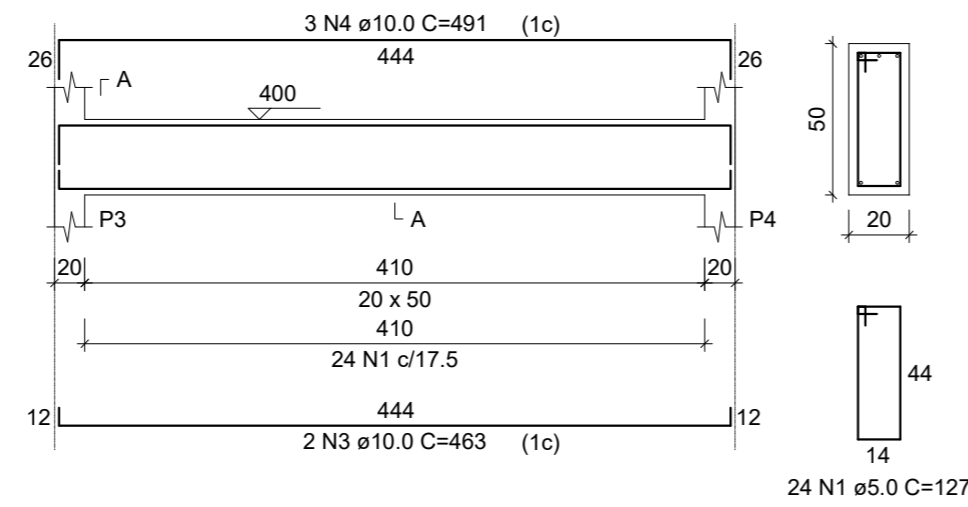 3 N4 ø10.0 C=491 (1c)
26 444 26
A
400
50
P3 A P4
20
20 410 20
20 x 50
410
24 N1 c/17.5
44
12 444 12
2 N3 ø10.0 C=463 (1c)
14
24 N1 ø5.0 C=127